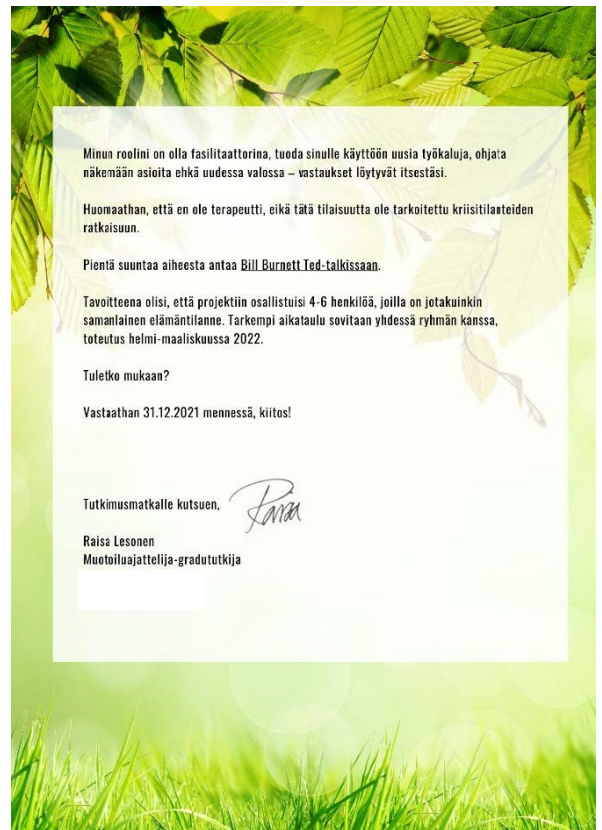 Minun roolini on olla fasilitaattorina, tuoda sinulle käyttöön uusia työkaluja, ohjata
näkemään asioita ehkä uudessa valossa – vastaukset löytyvät itsestäsi.
Huomaathan, että en ole terapeutti, eikä tätä tilaisuutta ole tarkoitettu kriisitilanteiden
ratkaisuun.
Pientä suuntaa aiheesta antaa Bill Burnett Ted-talkissaan.
Tavoitteena olisi, että projektiin osallistuisi 4-6 henkilöä, joilla on jotakuinkin
samanlainen elämäntilanne. Tarkempi aikataulu sovitaan yhdessä ryhmän kanssa,
toteutus helmi-maaliskuussa 2022.
Tuletko mukaan?
Vastaathan 31.12.2021 mennessä, kiitos!
Tutkimusmatkalle kutsuen,
Raisa
Raisa Lesonen
Muotoiluajattelija-gradututkija